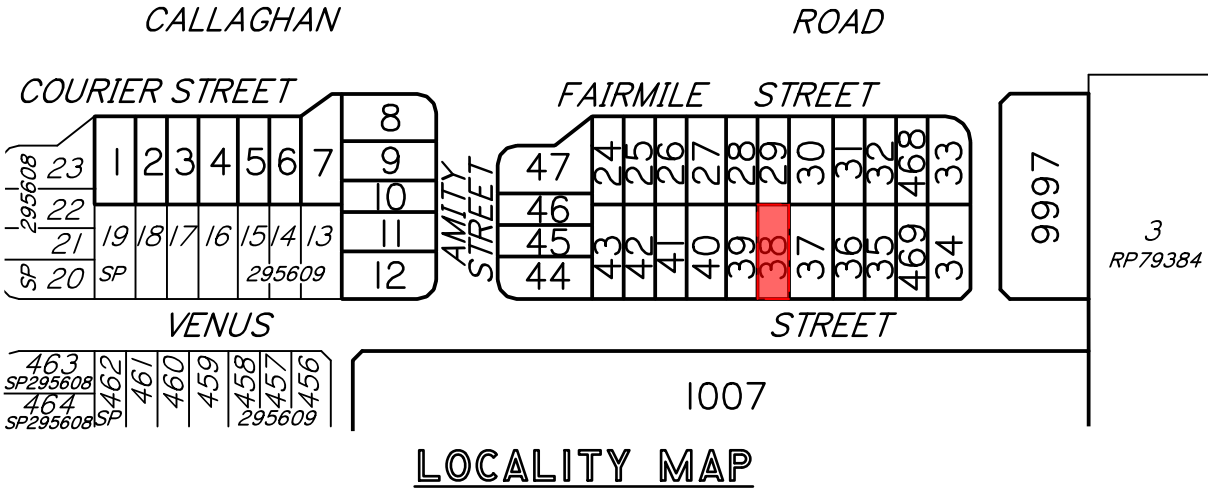 CALLAGHAN ROAD
COURIER STREET
FAIRMILE STREET
8
23 1 2 3 4 5 6 7 9
295608
22
10
21 19 18 17 16 15 14 13 11
SP 20 SP 295609 12
AMITY
STREET
47 24 25 26 27 28 29 30 31 32 468 33
46
45 43 42 41 40 39 38 37 36 35 469 34
44
9997
3
RP79384
VENUS STREET
463 462 461 460 459 458 457 456
SP295608
464
SP295608 SP 295609
1007
LOCALITY MAP